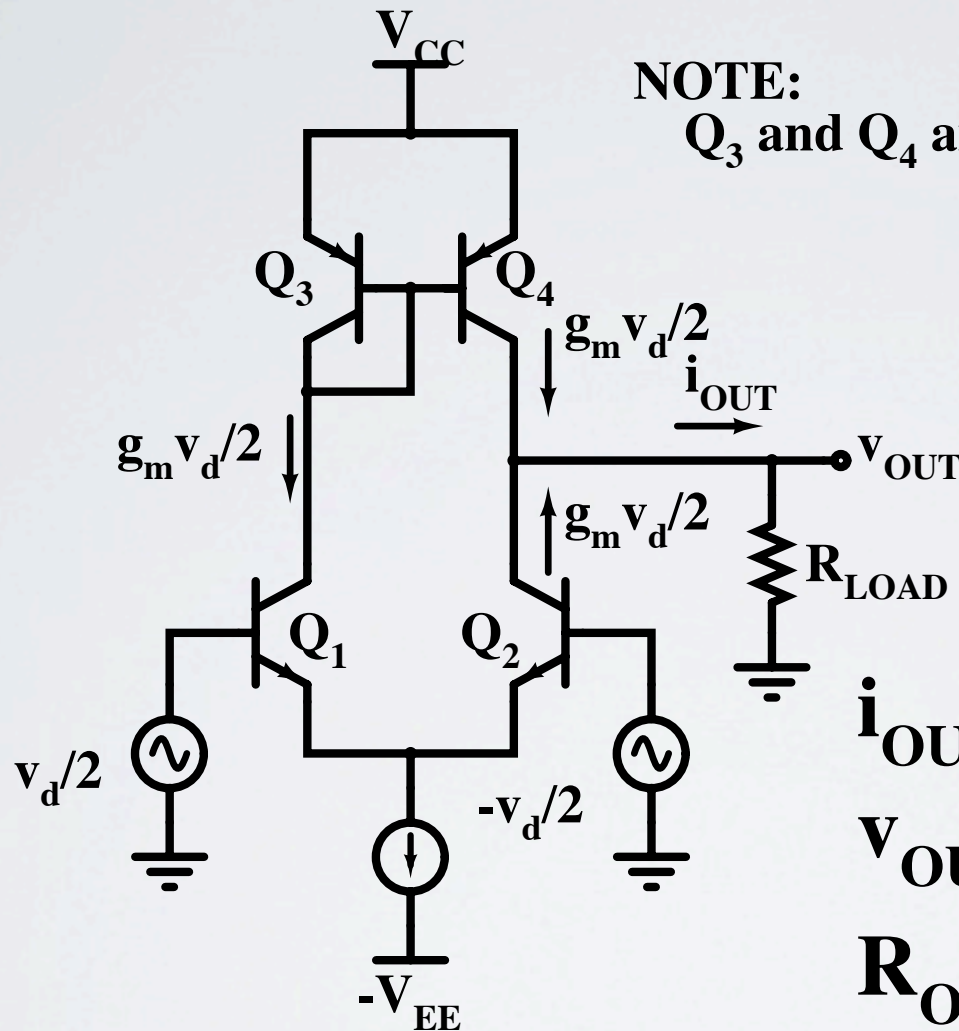 V_CC
NOTE:
Q_3 and Q_4
Q_3
Q_4
g_m v_d/2
i_OUT
g_m v_d/2
v_OUT
g_m v_d/2
R_LOAD
Q_1
Q_2
v_d/2
-v_d/2
-V_EE